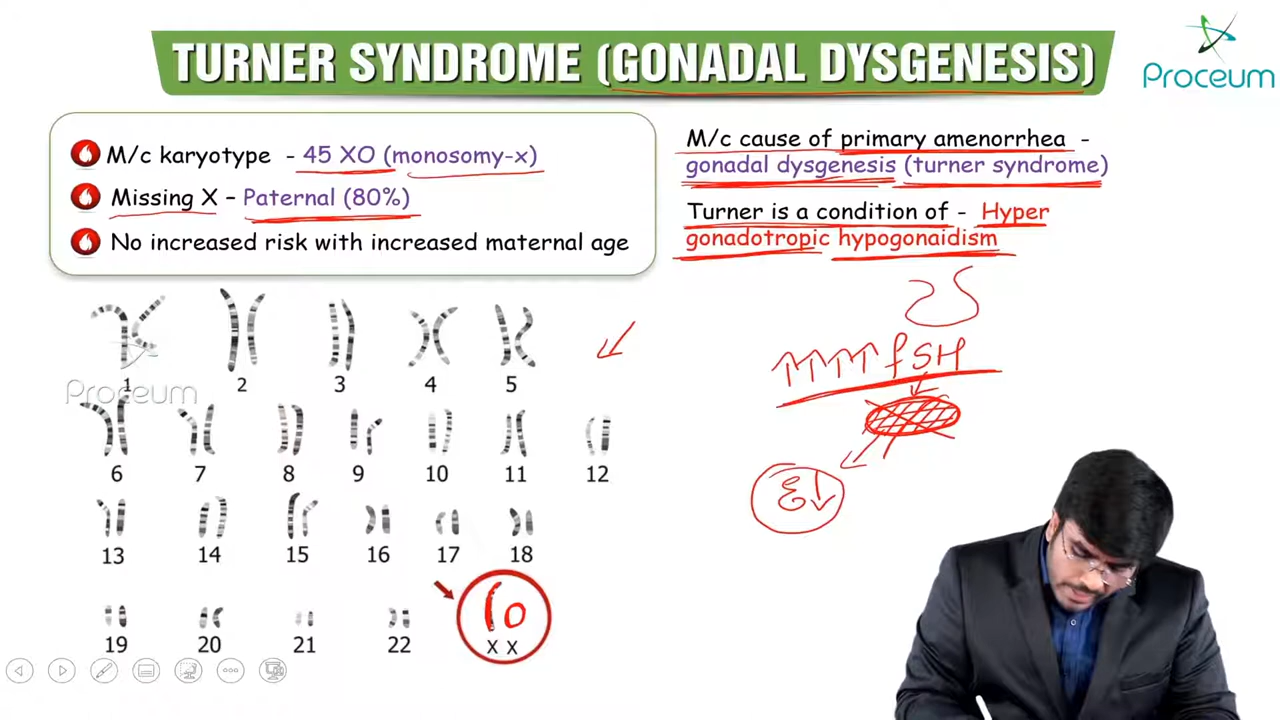 TURNER SYNDROME (GONADAL DYSGENESIS)
Proceum
M/c karyotype - 45 XO (monosomy-x)
Missing X – Paternal (80%)
No increased risk with increased maternal age
M/c cause of primary amenorrhea -
gonadal dysgenesis (turner syndrome)
Turner is a condition of - Hyper
gonadotropic hypogonaidism
↑↑↑↑ FSH
E↓
Proceum
1 2 3 4 5
6 7 8 9 10 11 12
13 14 15 16 17 18
O
19 20 21 22 X X